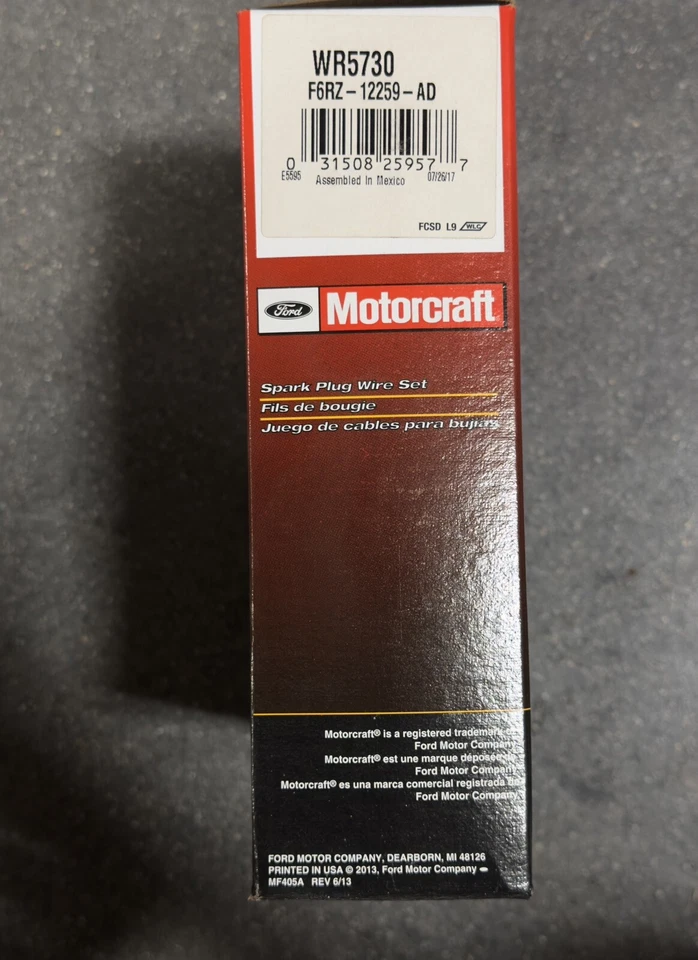 WR5730
F6RZ-12259-AD
0 31508 25957 7
E5595 Assembled In Mexico 07/26/17
FCSD L9 WLC
Ford Motorcraft
Spark Plug Wire Set
Fils de bougie
Juego de cables para bujías
Motorcraft® is a registered trademark of
Ford Motor Company
Motorcraft® est une marque déposée de
Ford Motor Company
Motorcraft® es una marca comercial registrada de
Ford Motor Company
FORD MOTOR COMPANY, DEARBORN, MI 48126
PRINTED IN USA © 2013, Ford Motor Company
MF405A REV 6/13